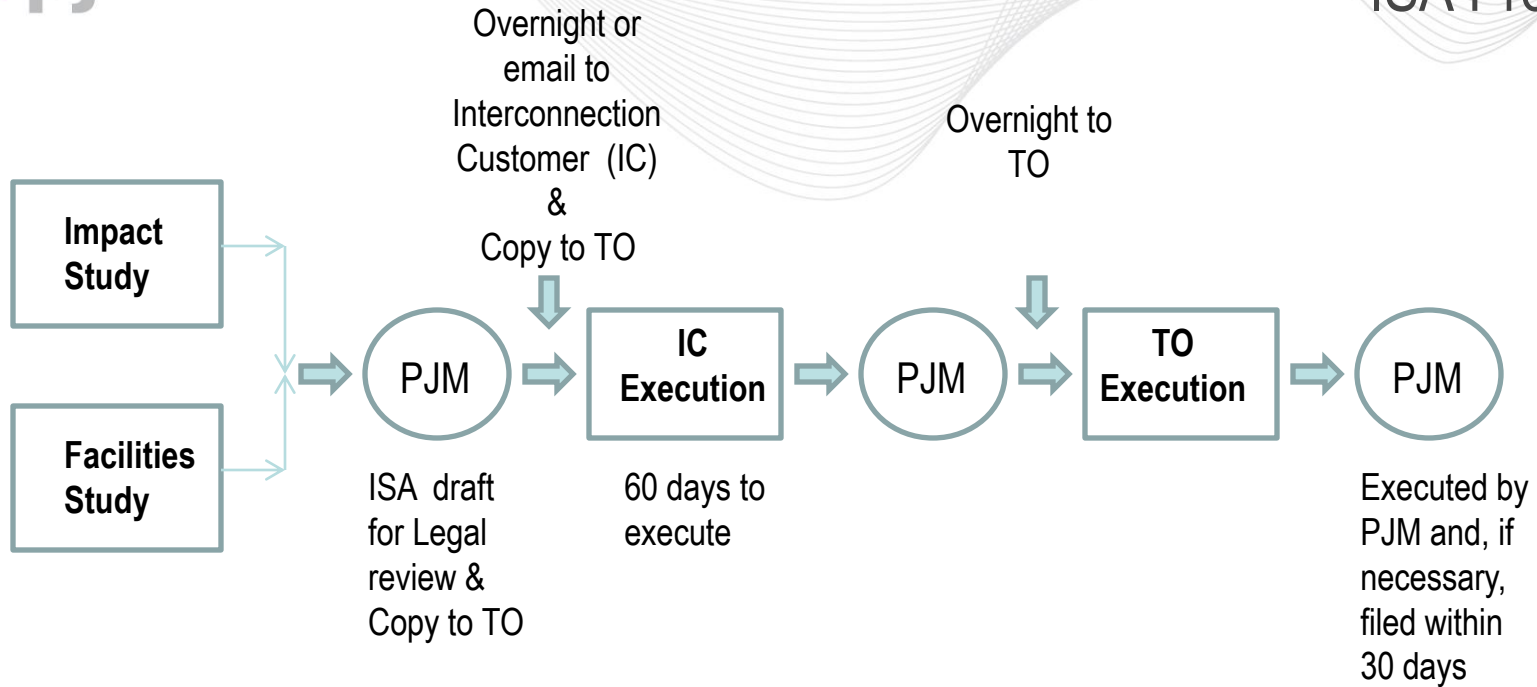 ISA
Overnight or
email to
Interconnection
Customer (IC)
&
Copy to TO
Overnight to
TO
Impact
Study
Facilities
Study
PJM
ISA draft
for Legal
review &
Copy to TO
IC
Execution
60 days to
execute
PJM
TO
Execution
PJM
Executed by
PJM and, if
necessary,
filed within
30 days